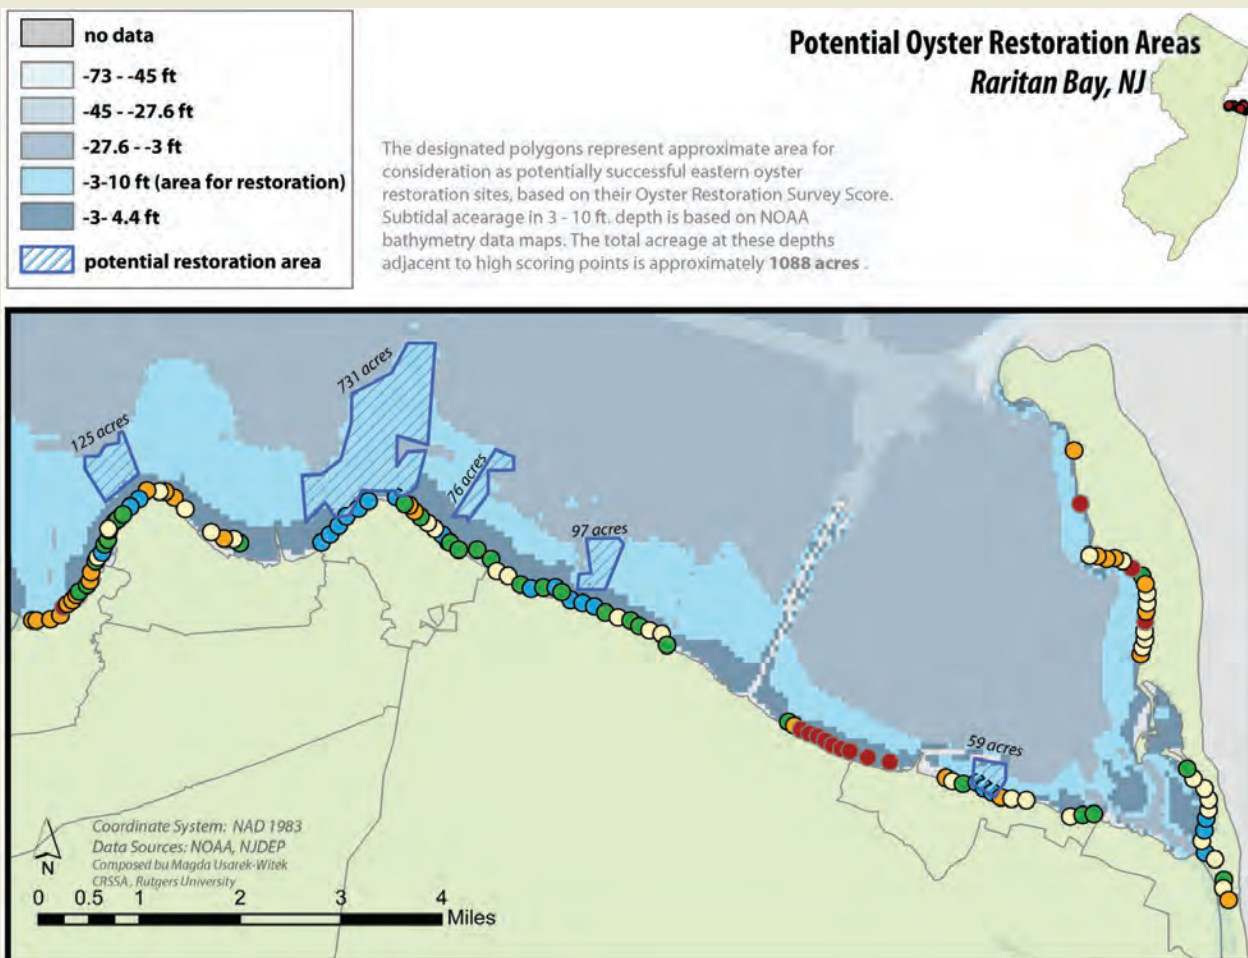 no data
-73 - -45 ft
-45 - -27.6 ft
-27.6 - -3 ft
-3-10 ft (area for restoration)
-3- 4.4 ft
potential restoration area
Potential Oyster Restoration Areas
Raritan Bay, NJ
The designated polygons represent approximate area for
consideration as potentially successful eastern oyster
restoration sites, based on their Oyster Restoration Survey Score.
Subtidal acearage in 3 - 10 ft. depth is based on NOAA
bathymetry data maps. The total acreage at these depths
adjacent to high scoring points is approximately 1088 acres .
125 acres
731 acres
76 acres
97 acres
59 acres
Coordinate System: NAD 1983
Data Sources: NOAA, NJDEP
Composed by Magda Usarek-Witek
CRSSA , Rutgers University
N
0 0.5 1 2 3 4
Miles